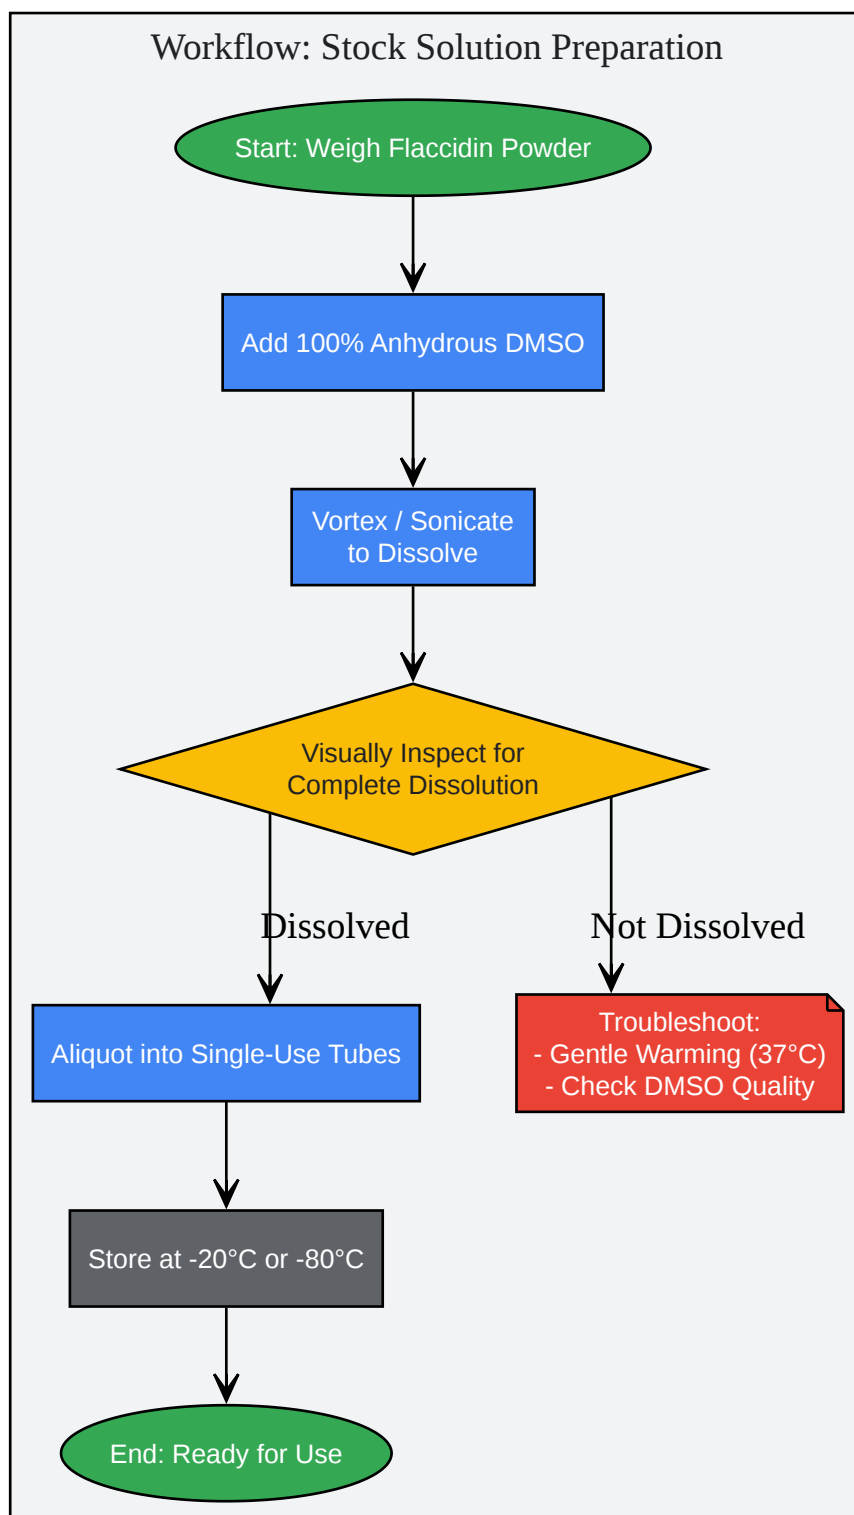 Workflow: Stock Solution Preparation
Start: Weigh Flaccidin Powder
Add 100% Anhydrous DMSO
Vortex / Sonicate
to Dissolve
Visually Inspect for
Complete Dissolution
Dissolved
Not Dissolved
Aliquot into Single-Use Tubes
Troubleshoot:
- Gentle Warming (37°C)
- Check DMSO Quality
Store at -20°C or -80°C
End: Ready for Use